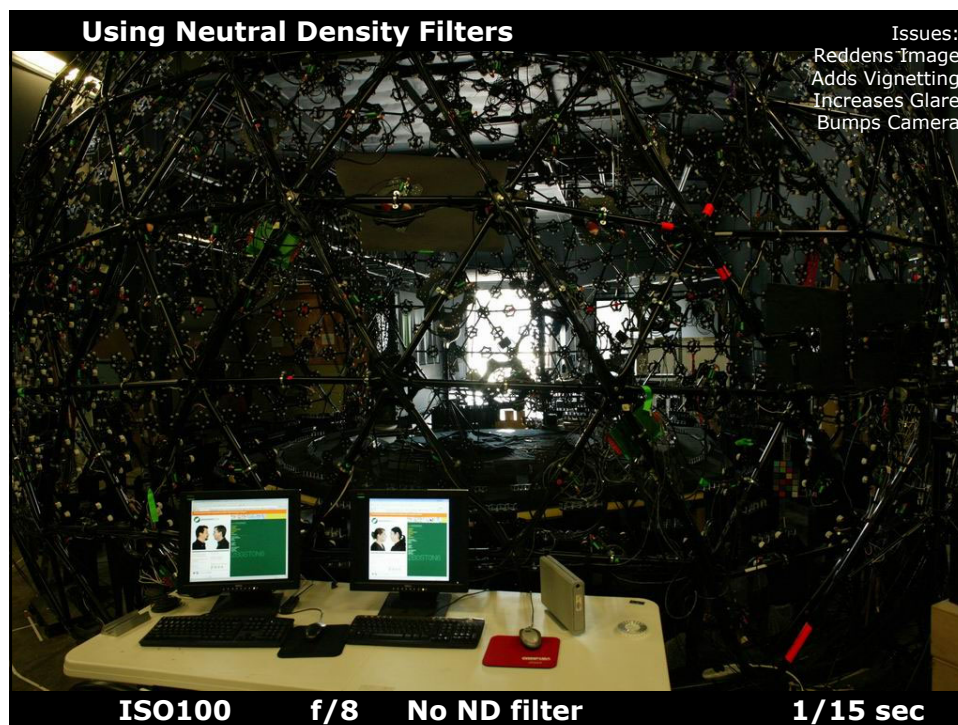 Using Neutral Density Filters
Issues:
Reddens Image
Adds Vignetting
Increases Glare
Bumps Camera
ISO100 f/8 No ND filter 1/15 sec